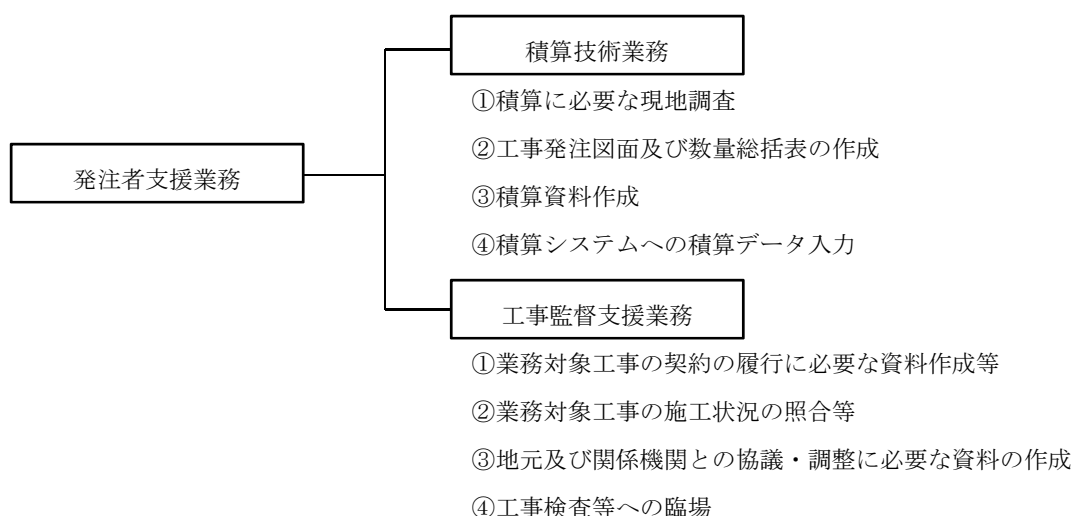 発注者支援業務
積算技術業務
①積算に必要な現地調査
②工事発注図面及び数量総括表の作成
③積算資料作成
④積算システムへの積算データ入力
工事監督支援業務
①業務対象工事の契約の履行に必要な資料作成等
②業務対象工事の施工状況の照合等
③地元及び関係機関との協議・調整に必要な資料の作成
④工事検査等への臨場